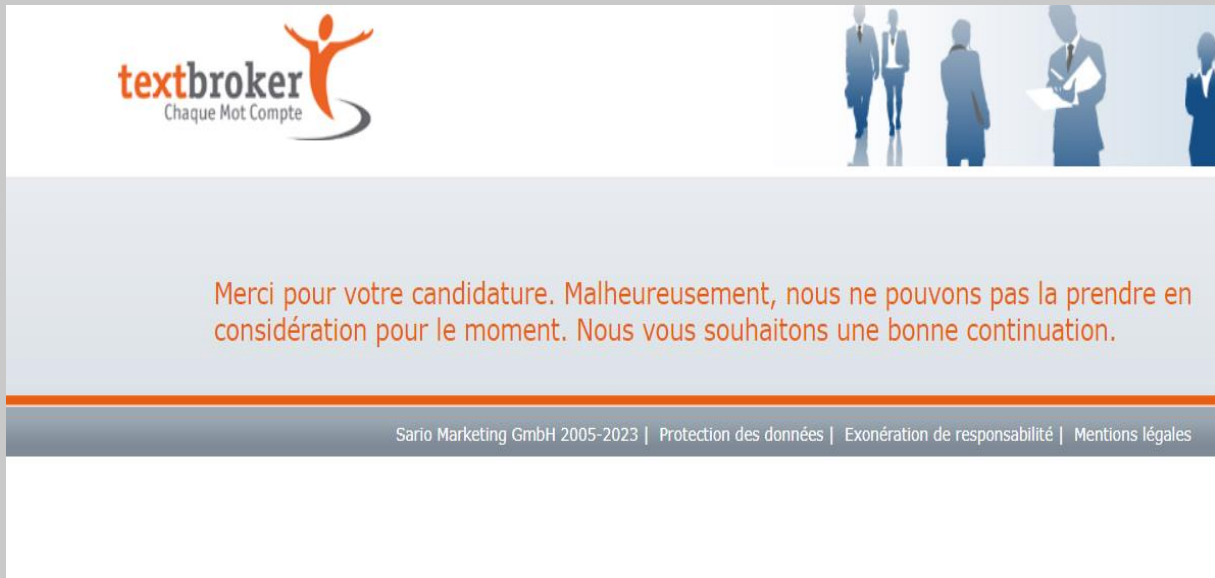 textbroker
Chaque Mot Compte
Merci pour votre candidature. Malheureusement, nous ne pouvons pas la prendre en
considération pour le moment. Nous vous souhaitons une bonne continuation.
Sario Marketing GmbH 2005-2023 | Protection des données | Exonération de responsabilité | Mentions légales